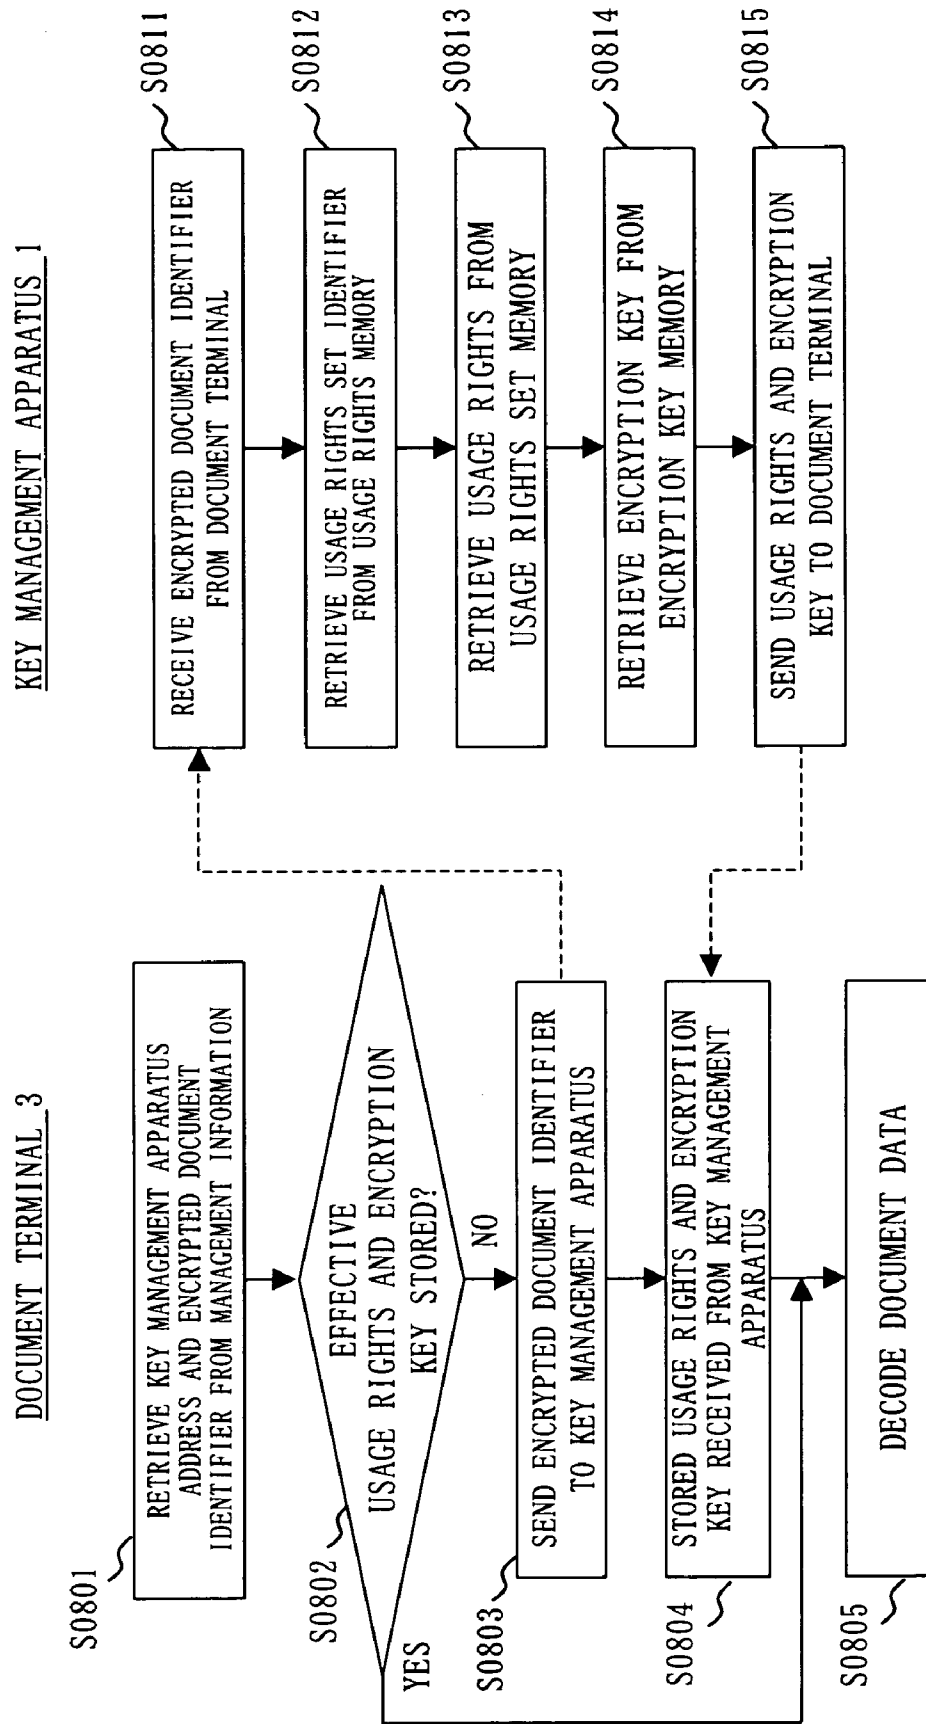 DOCUMENT TERMINAL 3
S0801
RETRIEVE KEY MANAGEMENT APPARATUS
ADDRESS AND ENCRYPTED DOCUMENT
IDENTIFIER FROM MANAGEMENT INFORMATION
S0802
EFFECTIVE
USAGE RIGHTS AND ENCRYPTION
KEY STORED?
YES
NO
S0803
SEND ENCRYPTED DOCUMENT IDENTIFIER
TO KEY MANAGEMENT APPARATUS
S0804
STORED USAGE RIGHTS AND ENCRYPTION
KEY RECEIVED FROM KEY MANAGEMENT
APPARATUS
S0805
DECODE DOCUMENT DATA
KEY MANAGEMENT APPARATUS 1
S0811
RECEIVE ENCRYPTED DOCUMENT IDENTIFIER
FROM DOCUMENT TERMINAL
S0812
RETRIEVE USAGE RIGHTS SET IDENTIFIER
FROM USAGE RIGHTS MEMORY
S0813
RETRIEVE USAGE RIGHTS FROM
USAGE RIGHTS SET MEMORY
S0814
RETRIEVE ENCRYPTION KEY FROM
ENCRYPTION KEY MEMORY
S0815
SEND USAGE RIGHTS AND ENCRYPTION
KEY TO DOCUMENT TERMINAL